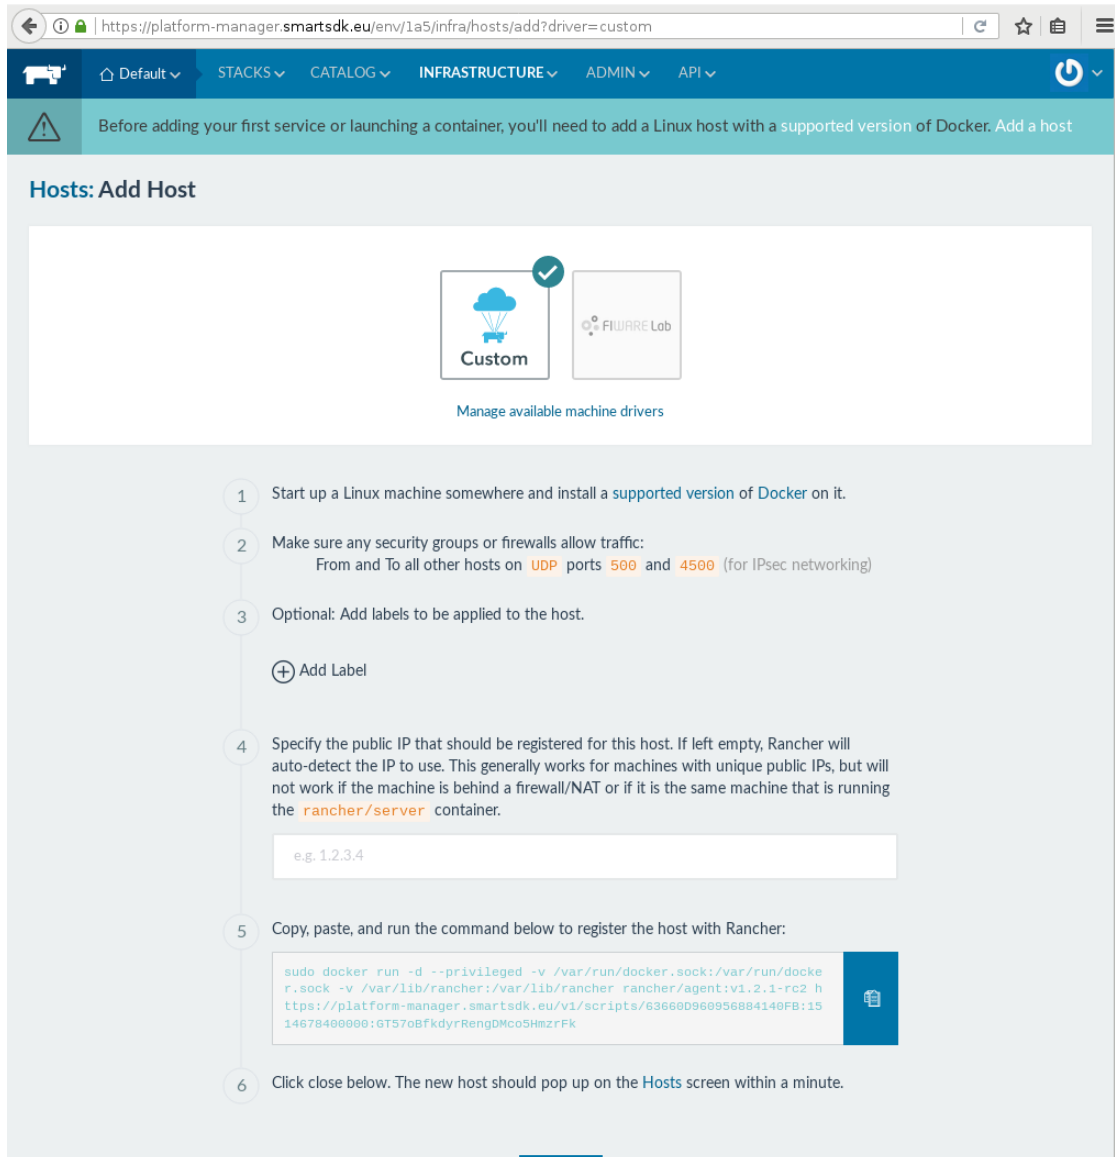 https://platform-manager.smartsdk.eu/env/1a5/infra/hosts/add?driver=custom
Default STACKS CATALOG INFRASTRUCTURE ADMIN API
Before adding your first service or launching a container, you'll need to add a Linux host with a supported version of Docker. Add a host
Hosts: Add Host
Custom
FIWARE Lab
Manage available machine drivers
1 Start up a Linux machine somewhere and install a supported version of Docker on it.
2 Make sure any security groups or firewalls allow traffic:
From and To all other hosts on UDP ports 500 and 4500 (for IPsec networking)
3 Optional: Add labels to be applied to the host.
Add Label
4 Specify the public IP that should be registered for this host. If left empty, Rancher will
auto-detect the IP to use. This generally works for machines with unique public IPs, but will
not work if the machine is behind a firewall/NAT or if it is the same machine that is running
the rancher/server container.
e.g. 1.2.3.4
5 Copy, paste, and run the command below to register the host with Rancher:
sudo docker run -d --privileged -v /var/run/docker.sock:/var/run/docke
r.sock -v /var/lib/rancher:/var/lib/rancher rancher/agent:v1.2.1-rc2 h
ttps://platform-manager.smartsdk.eu/v1/scripts/63660D960956884140FB:15
14678400000:GT57oBfkdyrRengDMco5HmzrFk
6 Click close below. The new host should pop up on the Hosts screen within a minute.